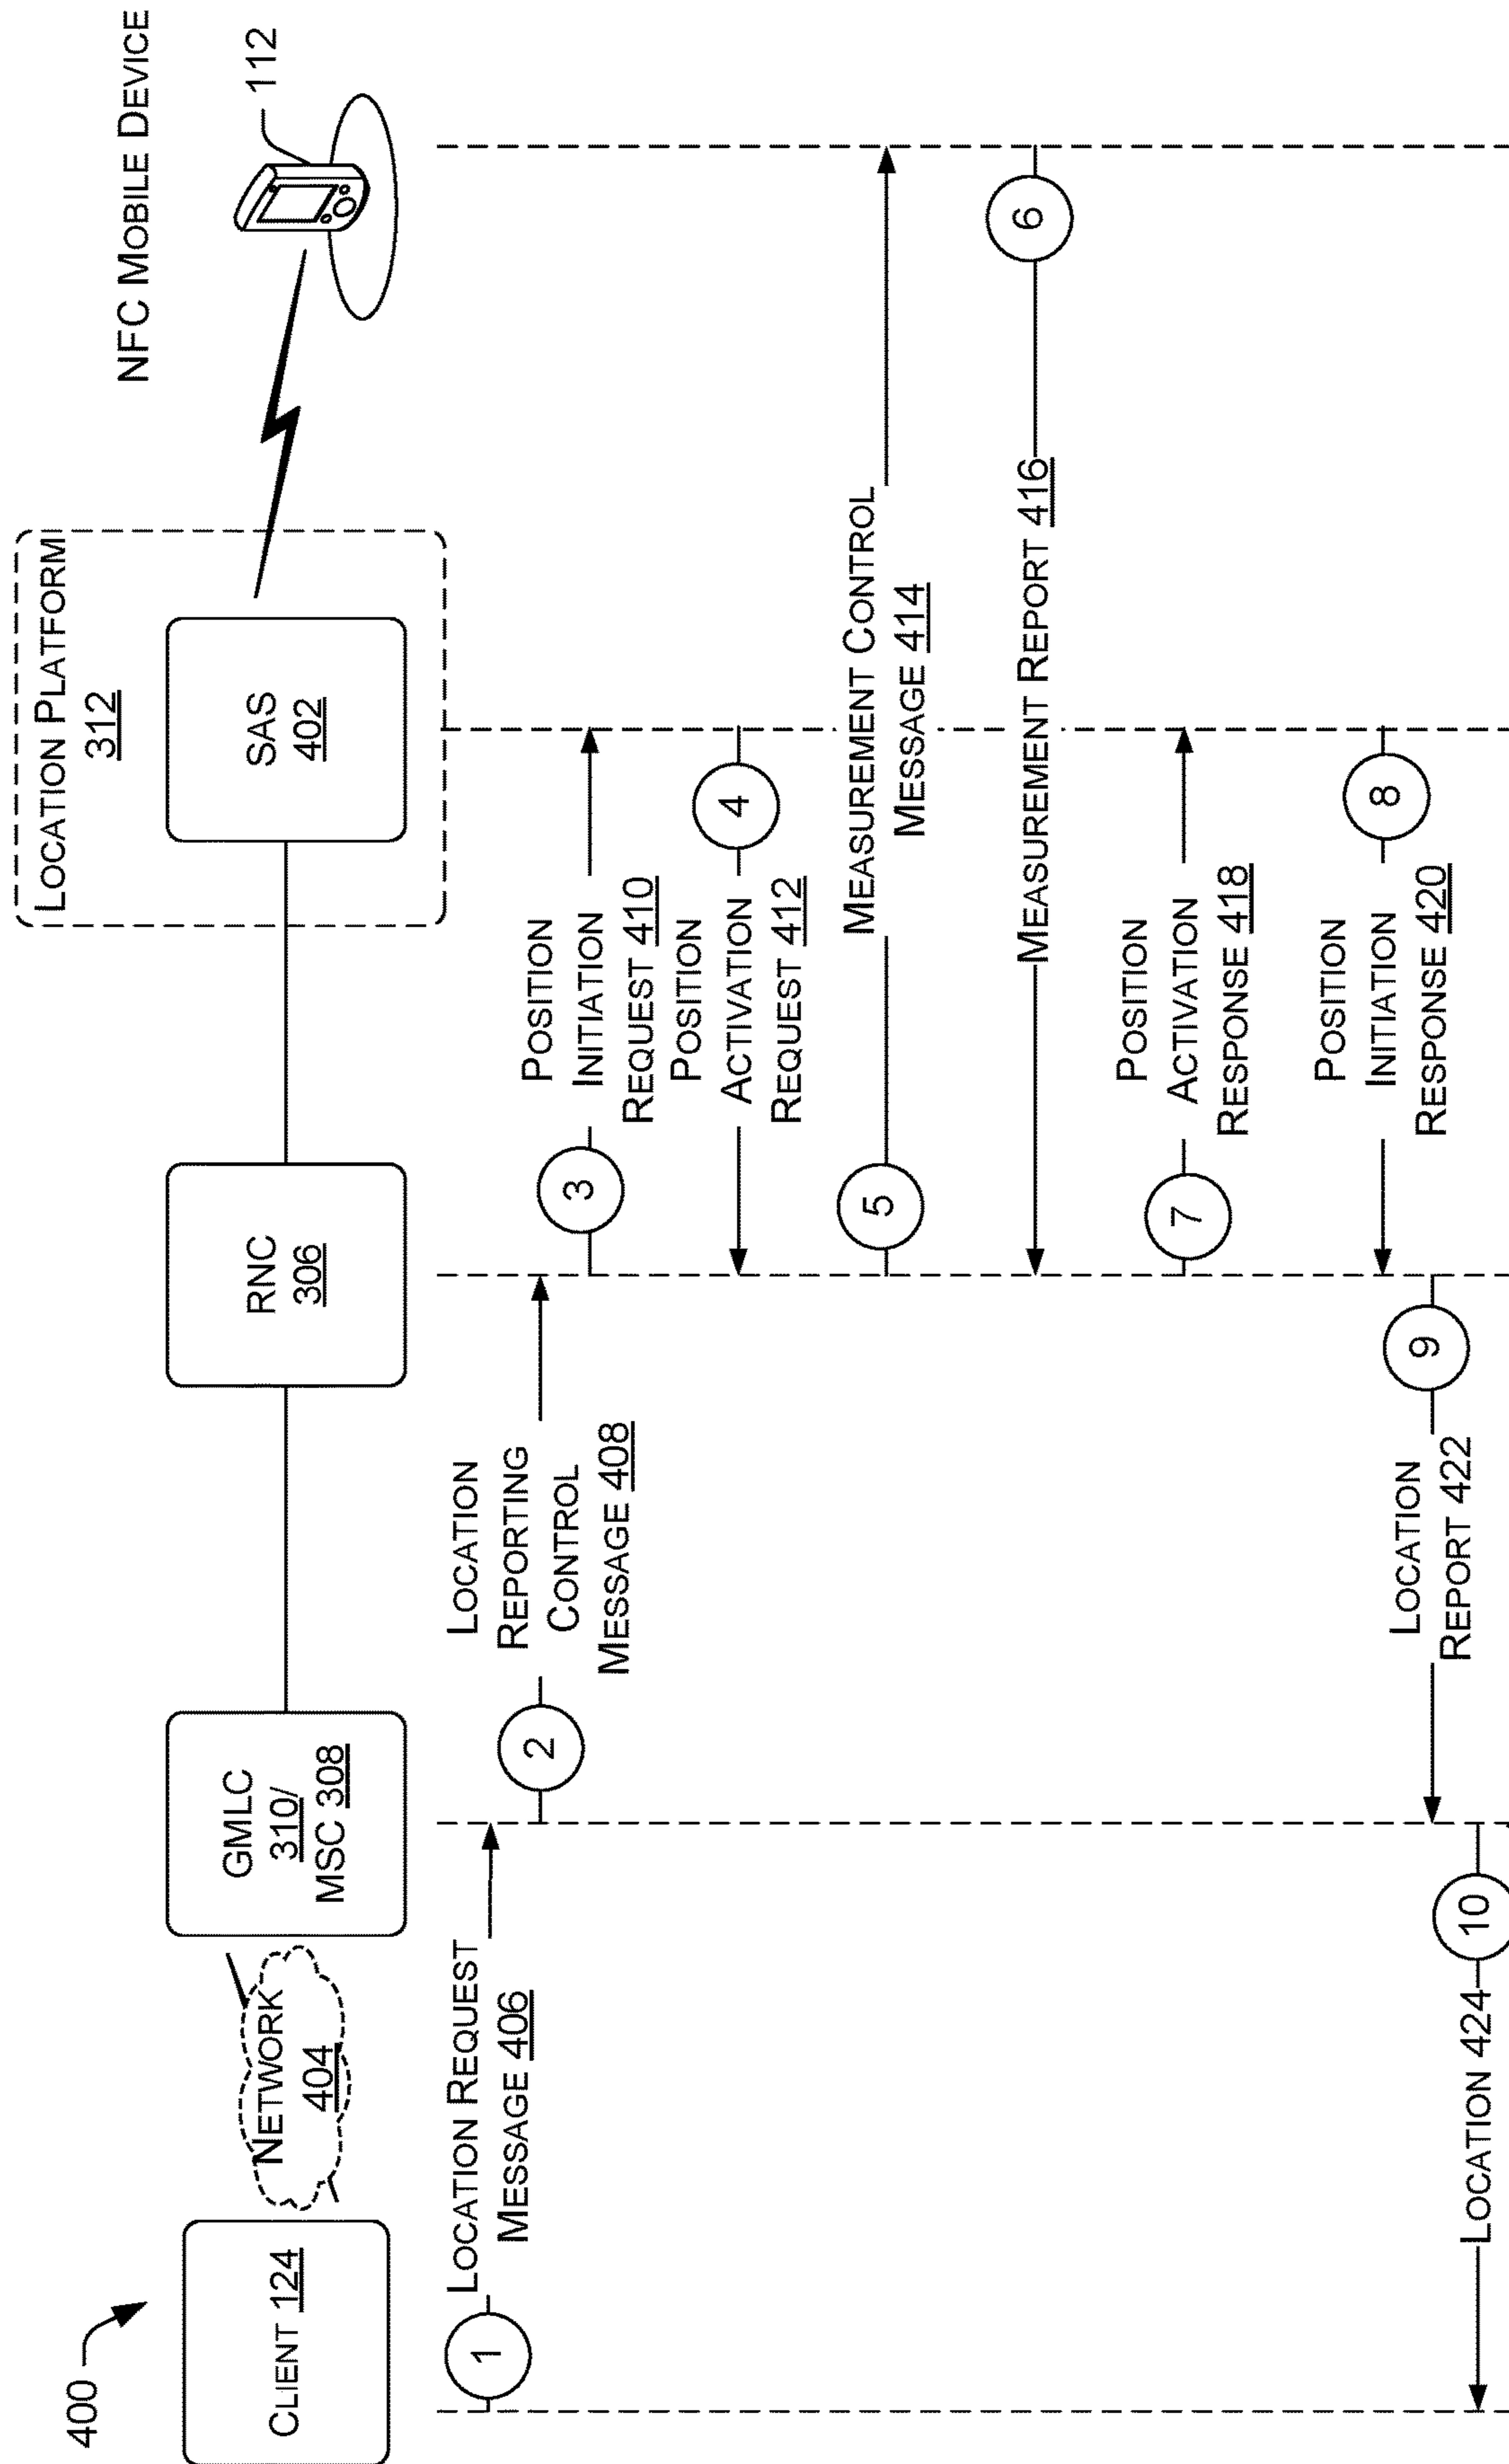 400
CLIENT 124
NETWORK
404
GMLC
310/
MSC 308
RNC
306
LOCATION PLATFORM
312
SAS
402
NFC MOBILE DEVICE
112
1
LOCATION REQUEST
MESSAGE 406
2
LOCATION
REPORTING
CONTROL
MESSAGE 408
3
POSITION
INITIATION
REQUEST 410
4
POSITION
ACTIVATION
REQUEST 412
5
MEASUREMENT CONTROL
MESSAGE 414
6
MEASUREMENT REPORT 416
7
POSITION
ACTIVATION
RESPONSE 418
8
POSITION
INITIATION
RESPONSE 420
9
LOCATION
REPORT 422
10
LOCATION 424